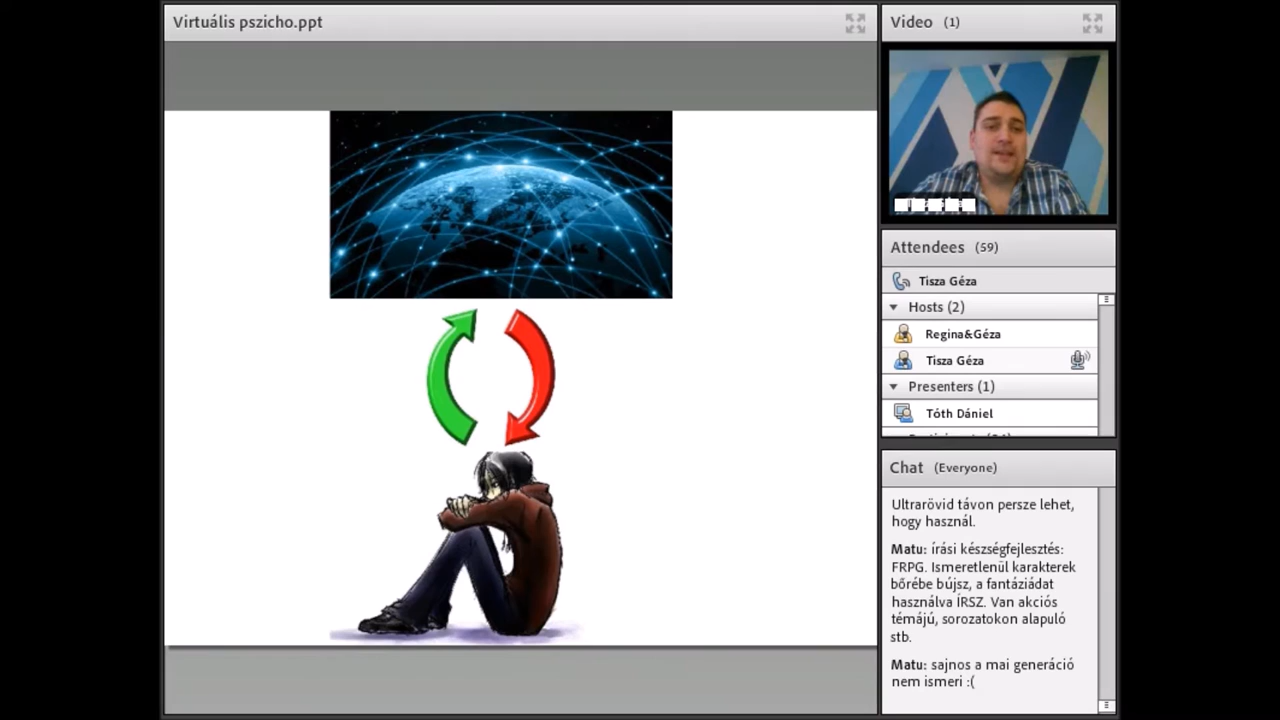 Virtuális pszicho.ppt
Video (1)
Attendees (59)
Tisza Géza
Hosts (2)
Regina&Géza
Tisza Géza
Presenters (1)
Tóth Dániel
Chat (Everyone)
Ultrarövid távon persze lehet,
hogy használ.
Matu: írási készségfejlesztés:
FRPG. Ismeretlenül karakterek
bőrébe bújsz, a fantáziádat
használva ÍRSZ. Van akciós
témájú, sorozatokon alapuló
stb.
Matu: sajnos a mai generáció
nem ismeri :(